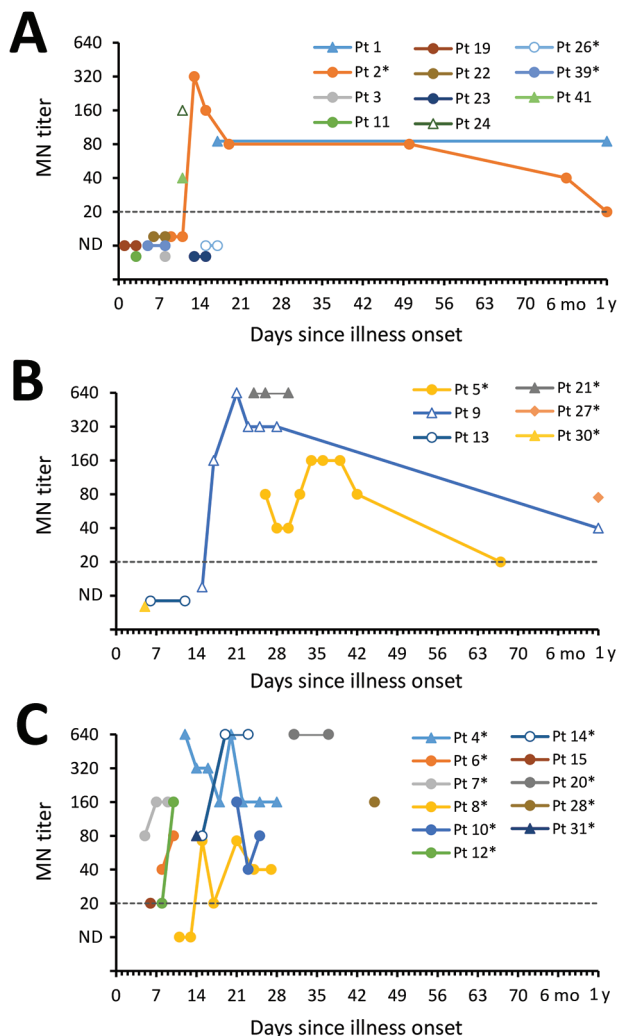 A
640
320
160
80
40
20
ND
MN titer
Pt 1
Pt 2*
Pt 3
Pt 11
Pt 19
Pt 22
Pt 23
Pt 24
Pt 26*
Pt 39*
Pt 41
0 7 14 21 28 35 42 49 56 63 70 6 mo 1 y
Days since illness onset
B
640
320
160
80
40
20
ND
MN titer
Pt 5*
Pt 9
Pt 13
Pt 30*
Pt 21*
Pt 27*
0 7 14 21 28 35 42 49 56 63 70 6 mo 1 y
Days since illness onset
C
640
320
160
80
40
20
ND
MN titer
Pt 4*
Pt 6*
Pt 7*
Pt 8*
Pt 10*
Pt 12*
Pt 14*
Pt 15
Pt 20*
Pt 28*
Pt 31*
0 7 14 21 28 35 42 49 56 63 70 6 mo 1 y
Days since illness onset